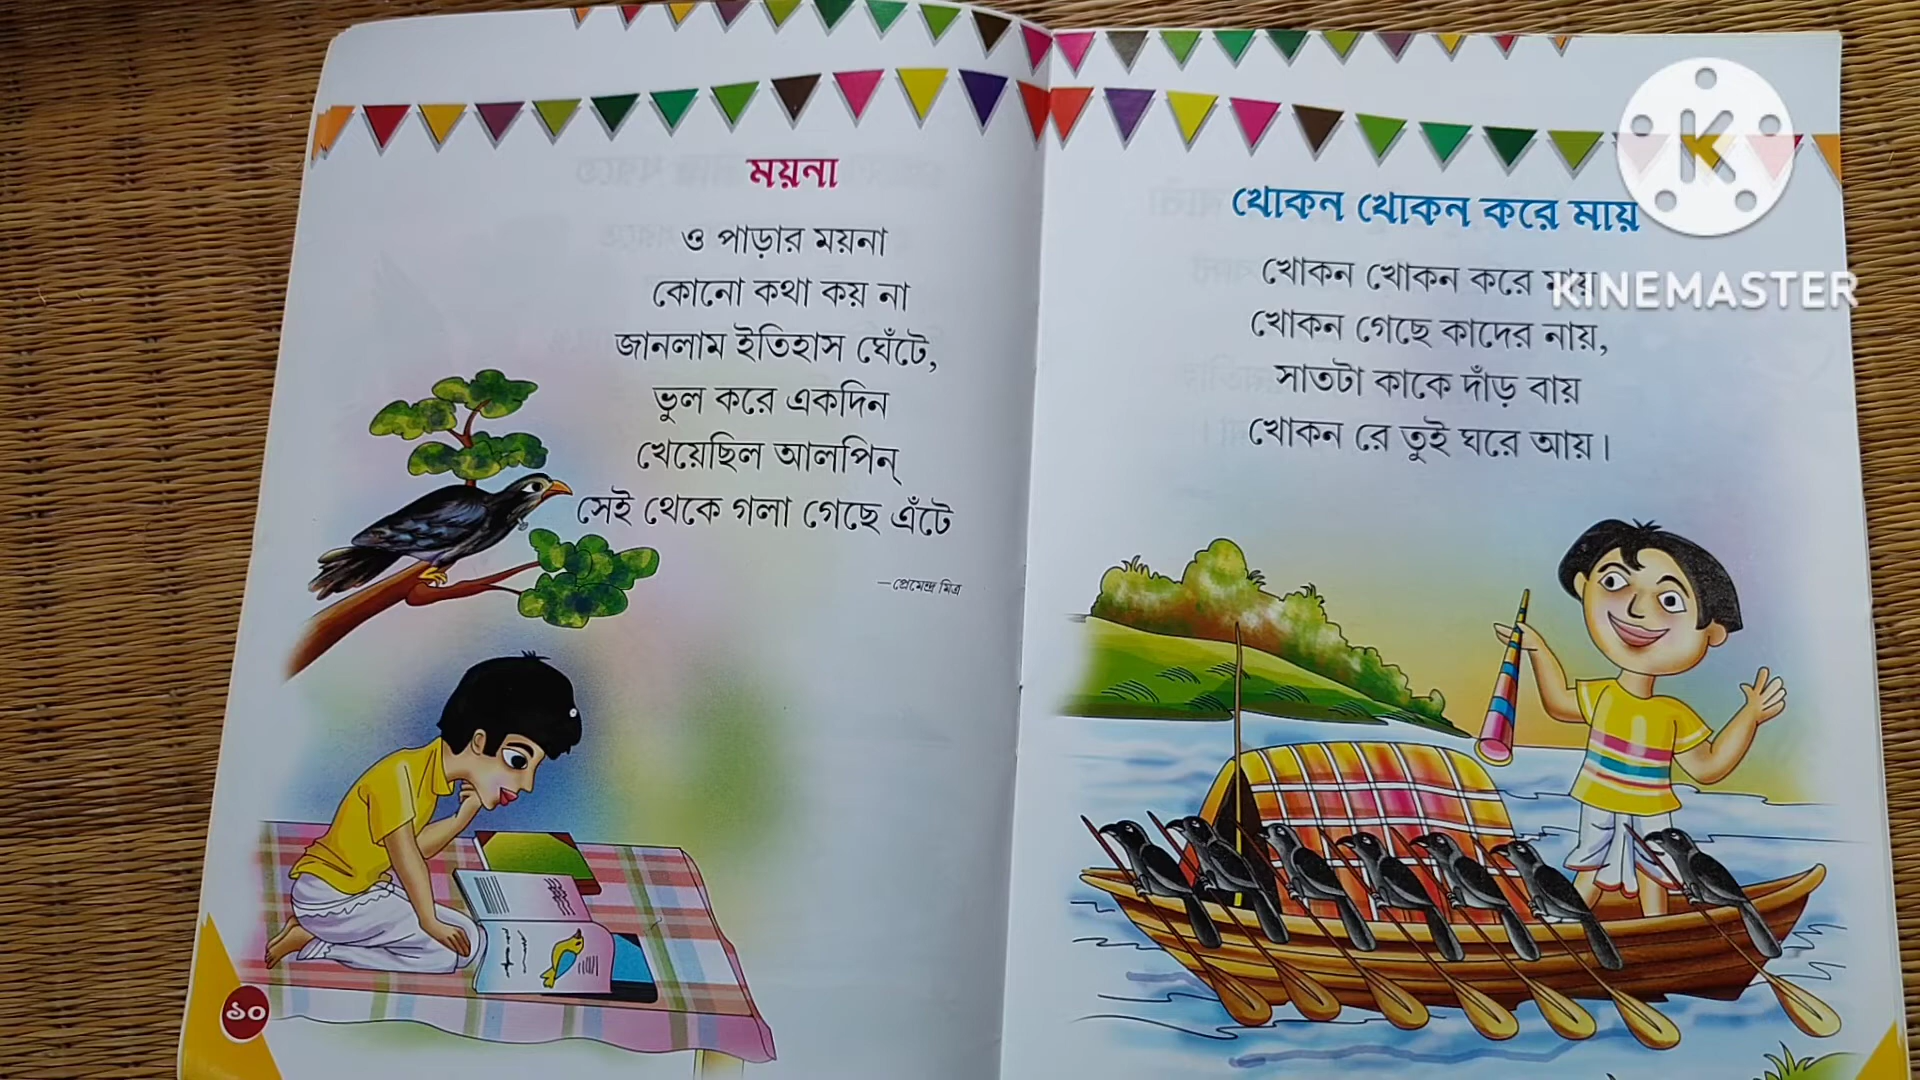 ময়না
ও পাড়ার ময়না
কোনো কথা কয় না
জানলাম ইতিহাস ঘেঁটে,
ভুল করে একদিন
খেয়েছিল আলপিন্
সেই থেকে গলা গেছে এঁটে
—প্রেমেন্দ্র মিত্র
১০
খোকন খোকন করে মায়
খোকন খোকন করে মায়
খোকন গেছে কাদের নায়,
সাতটা কাকে দাঁড় বায়
খোকন রে তুই ঘরে আয়।
K
KINEMASTER